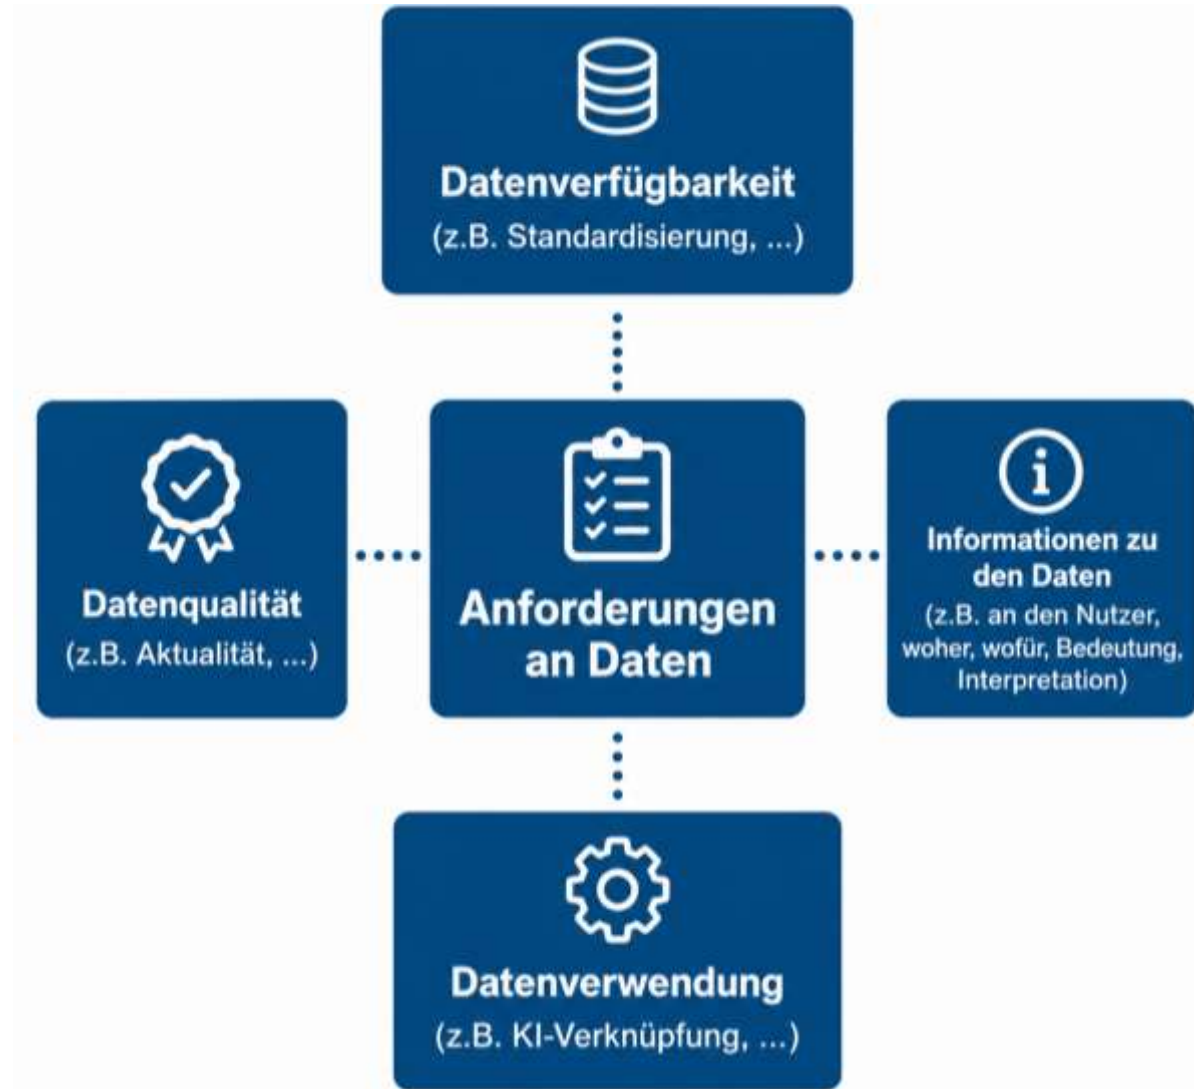 Datenverfügbarkeit
(z.B. Standardisierung, ...)
Datenqualität
(z.B. Aktualität, ...)
Anforderungen
an Daten
Informationen zu
den Daten
(z.B. an den Nutzer,
woher, wofür, Bedeutung,
Interpretation)
Datenverwendung
(z.B. KI-Verknüpfung, ...)